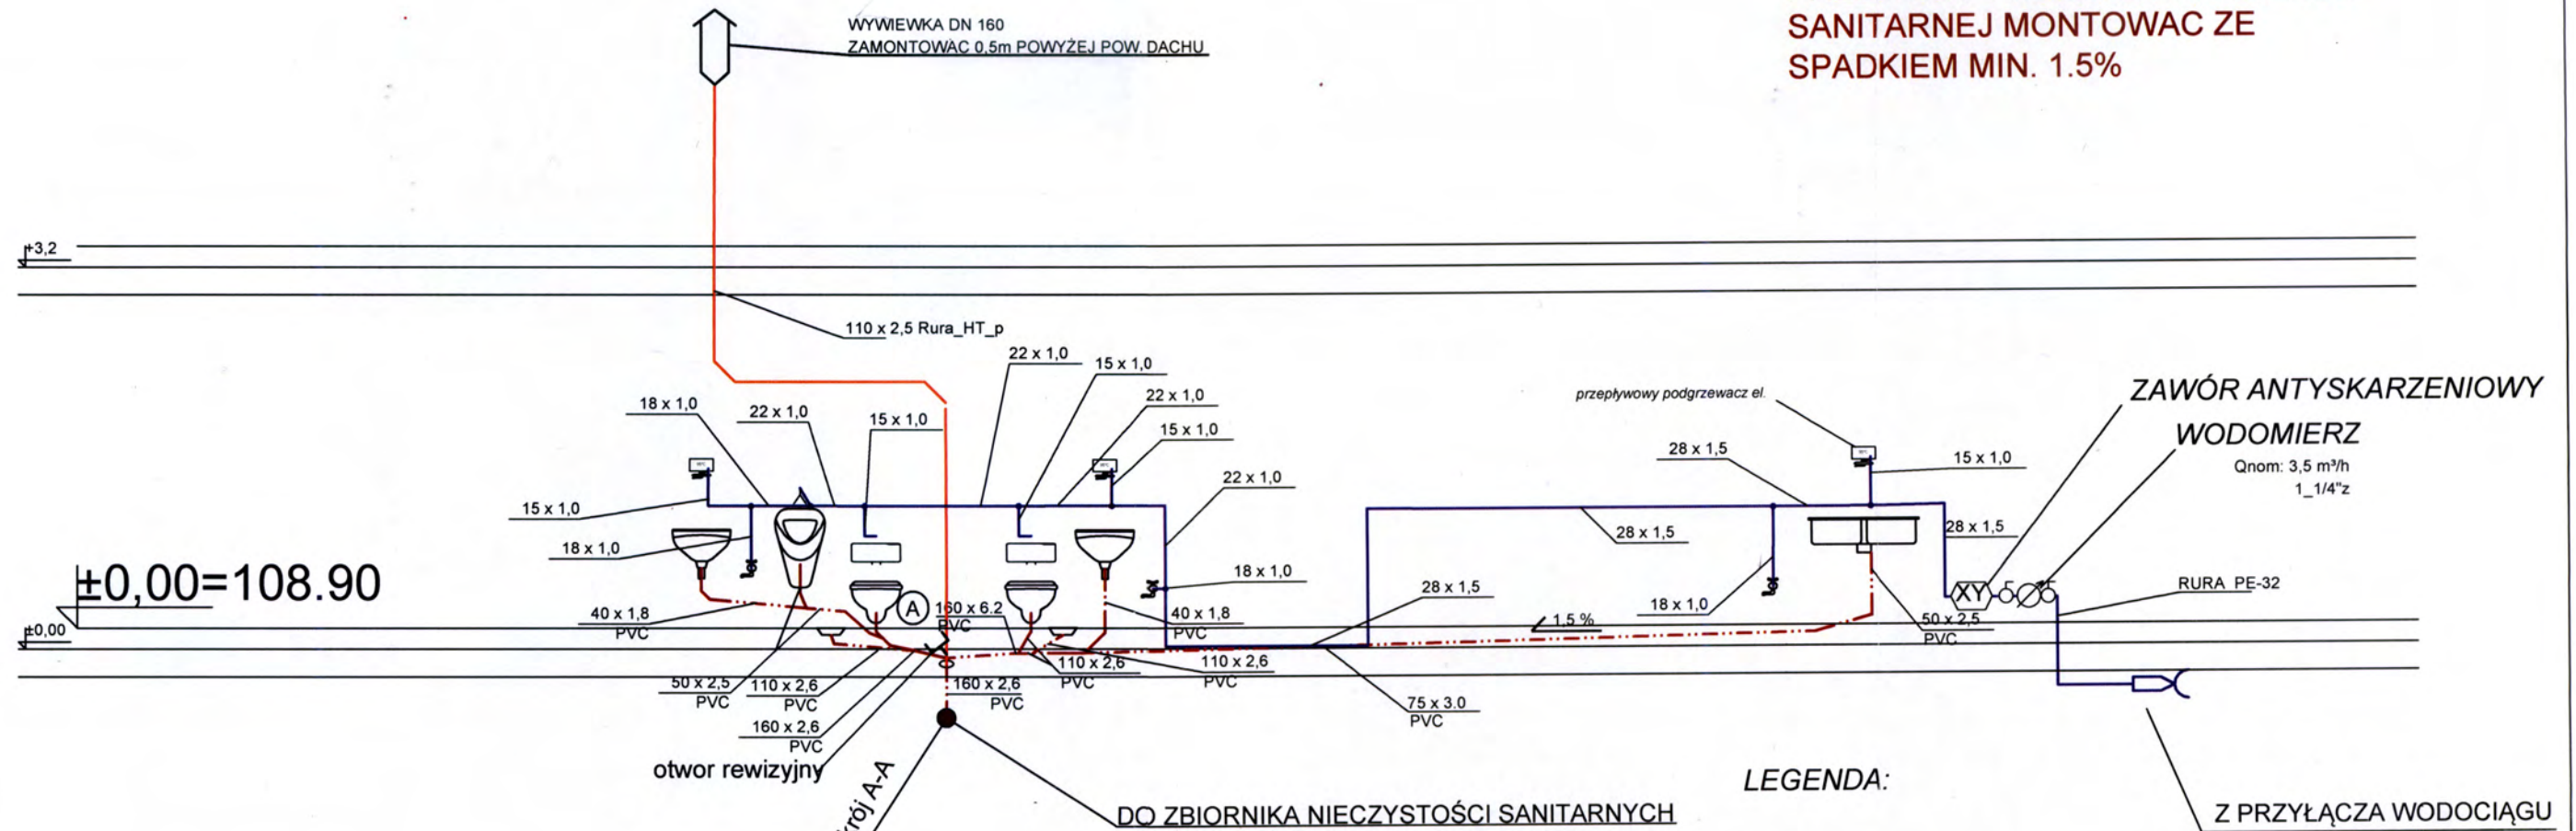 WYWIEWKA DN 160
ZAMONTOWAC 0,5m POWYŻEJ POW. DACHU
SANITARNEJ MONTOWAC ZE
SPADKIEM MIN. 1.5%
+3,2
110 x 2,5 Rura_HT_p
22 x 1,0
15 x 1,0
18 x 1,0
22 x 1,0
15 x 1,0
22 x 1,0
15 x 1,0
przepływowy podgrzewacz el.
ZAWÓR ANTYSKARZENIOWY
WODOMIERZ
Qnom: 3,5 m³/h
1_1/4"z
28 x 1,5
15 x 1,0
22 x 1,0
15 x 1,0
18 x 1,0
28 x 1,5
28 x 1,5
±0,00=108.90
18 x 1,0
28 x 1,5
XY
RURA PE-32
40 x 1,8
PVC
A
160 x 6.2
PVC
40 x 1,8
PVC
18 x 1,0
1,5 %
50 x 2,5
PVC
±0,00
50 x 2,5
PVC
110 x 2,6
PVC
160 x 2,6
PVC
110 x 2,6
PVC
110 x 2,6
PVC
75 x 3.0
PVC
160 x 2,6
PVC
otwor rewizyjny
krój A-A
LEGENDA:
DO ZBIORNIKA NIECZYSTOŚCI SANITARNYCH
Z PRZYŁĄCZA WODOCIĄGU